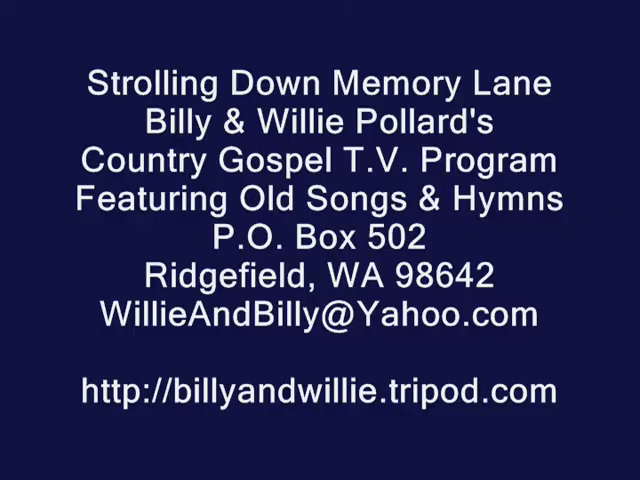 Strolling Down Memory Lane
Billy & Willie Pollard's
Country Gospel T.V. Program
Featuring Old Songs & Hymns
P.O. Box 502
Ridgefield, WA 98642
WillieAndBilly@Yahoo.com
http://billyandwillie.tripod.com